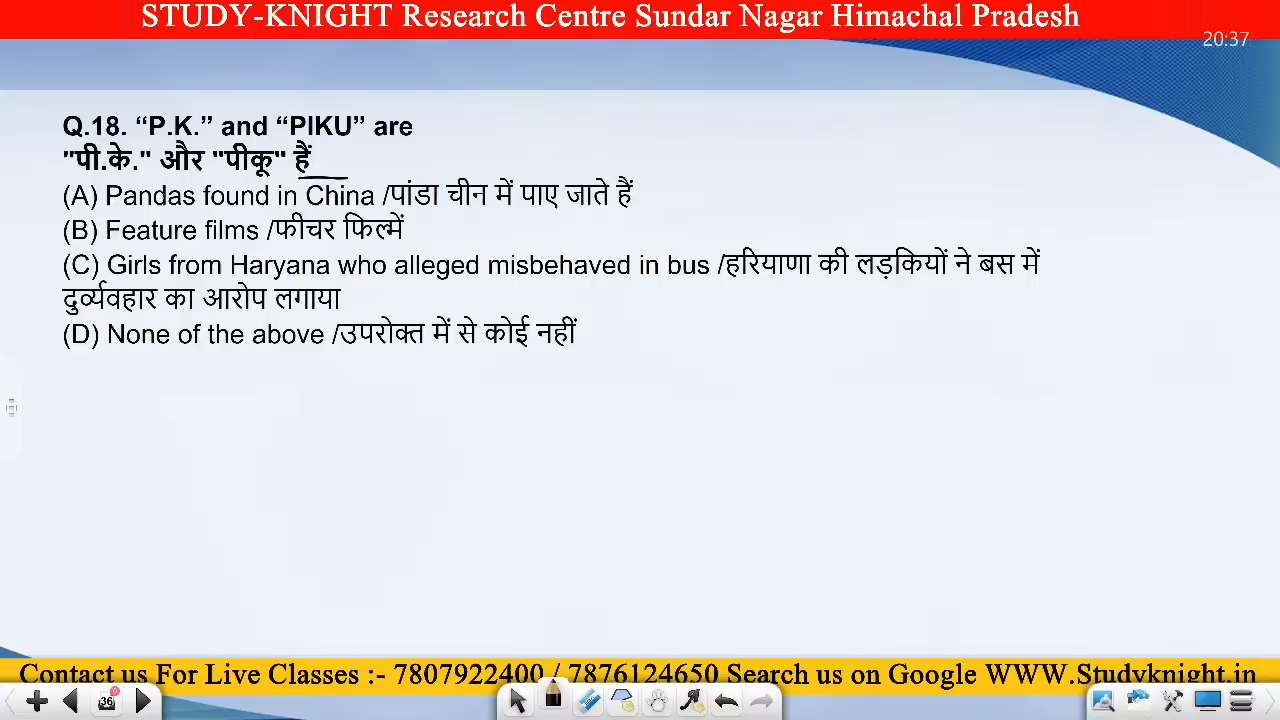 STUDY-KNIGHT Research Centre Sundar Nagar Himachal Pradesh
20:37
Q.18. “P.K.” and “PIKU” are
"पी.के." और "पीकू" हैं
(A) Pandas found in China /पांडा चीन में पाए जाते हैं
(B) Feature films /फीचर फिल्में
(C) Girls from Haryana who alleged misbehaved in bus /हरियाणा की लड़कियों ने बस में
दुर्व्यवहार का आरोप लगाया
(D) None of the above /उपरोक्त में से कोई नहीं
Contact us For Live Classes :- 7807922400 / 7876124650 Search us on Google WWW.Studyknight.in
36